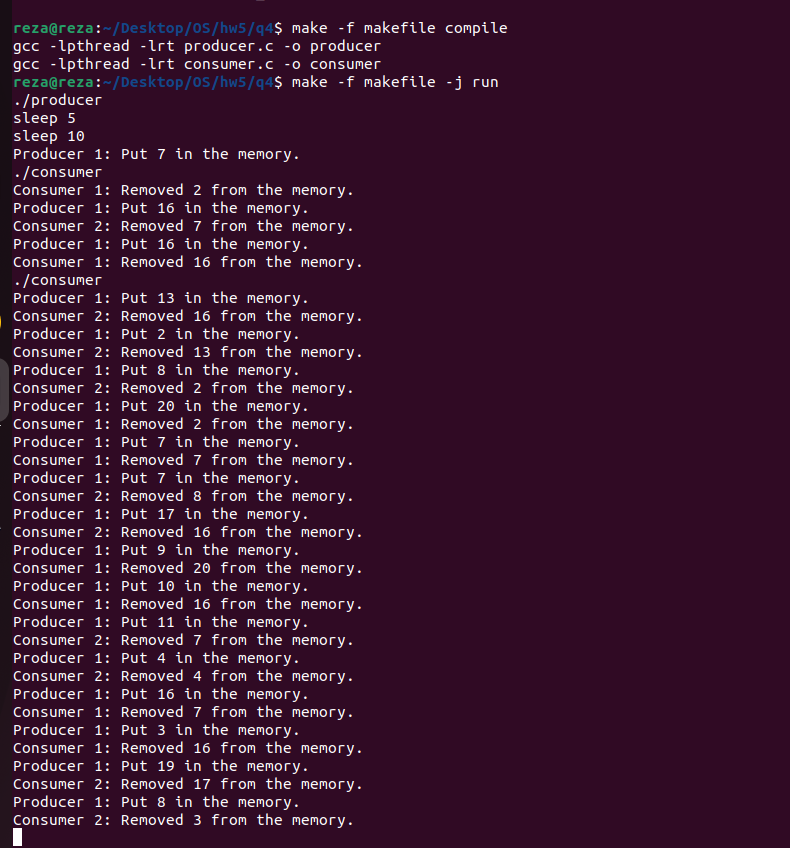 reza@reza:~/Desktop/OS/hw5/q4$ make -f makefile compile
gcc -lpthread -lrt producer.c -o producer
gcc -lpthread -lrt consumer.c -o consumer
reza@reza:~/Desktop/OS/hw5/q4$ make -f makefile -j run
./producer
sleep 5
sleep 10
Producer 1: Put 7 in the memory.
./consumer
Consumer 1: Removed 2 from the memory.
Producer 1: Put 16 in the memory.
Consumer 2: Removed 7 from the memory.
Producer 1: Put 16 in the memory.
Consumer 1: Removed 16 from the memory.
./consumer
Producer 1: Put 13 in the memory.
Consumer 2: Removed 16 from the memory.
Producer 1: Put 2 in the memory.
Consumer 2: Removed 13 from the memory.
Producer 1: Put 8 in the memory.
Consumer 2: Removed 2 from the memory.
Producer 1: Put 20 in the memory.
Consumer 1: Removed 2 from the memory.
Producer 1: Put 7 in the memory.
Consumer 1: Removed 7 from the memory.
Producer 1: Put 7 in the memory.
Consumer 2: Removed 8 from the memory.
Producer 1: Put 17 in the memory.
Consumer 2: Removed 16 from the memory.
Producer 1: Put 9 in the memory.
Consumer 1: Removed 20 from the memory.
Producer 1: Put 10 in the memory.
Consumer 1: Removed 16 from the memory.
Producer 1: Put 11 in the memory.
Consumer 2: Removed 7 from the memory.
Producer 1: Put 4 in the memory.
Consumer 2: Removed 4 from the memory.
Producer 1: Put 16 in the memory.
Consumer 1: Removed 7 from the memory.
Producer 1: Put 3 in the memory.
Consumer 1: Removed 16 from the memory.
Producer 1: Put 19 in the memory.
Consumer 2: Removed 17 from the memory.
Producer 1: Put 8 in the memory.
Consumer 2: Removed 3 from the memory.